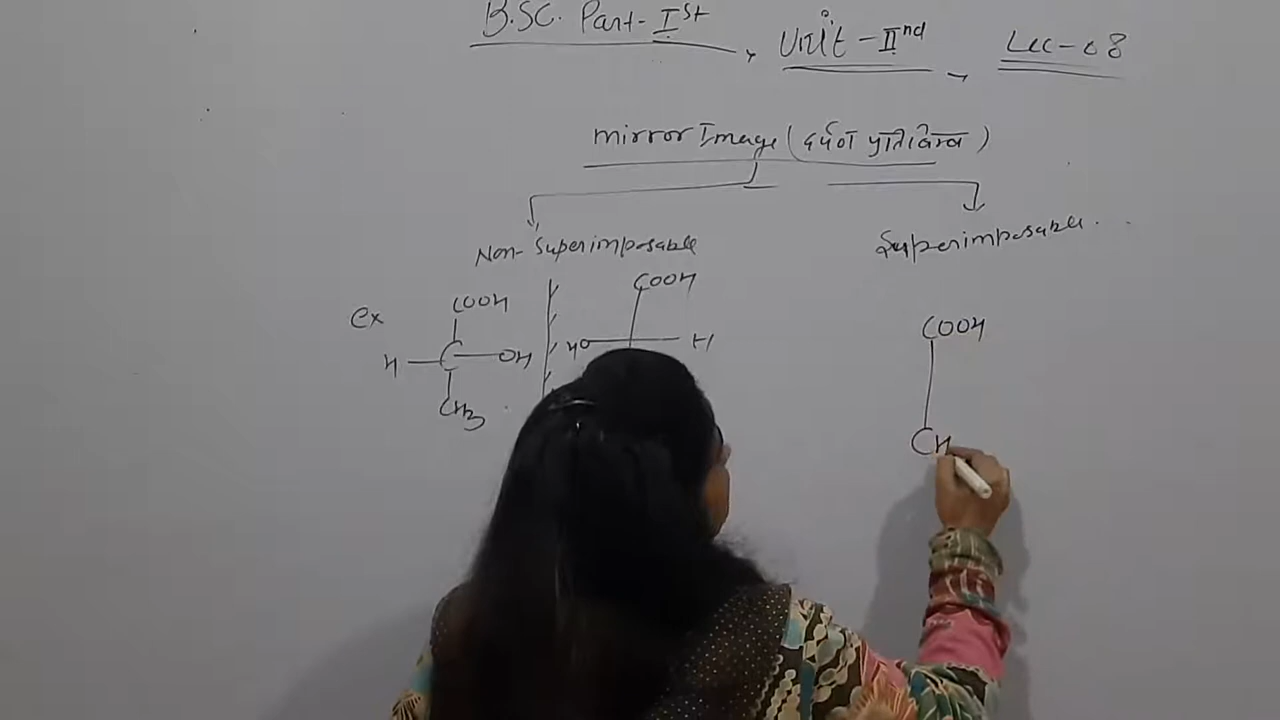 B.SC. Part-Ist, Unit-IInd, Lec-08
mirror Image (दर्पण प्रतिबिम्ब)
Non-Superimposable
Superimposable..
Ex
COOH
H C OH
CH3
COOH
HO H
COOH
CH